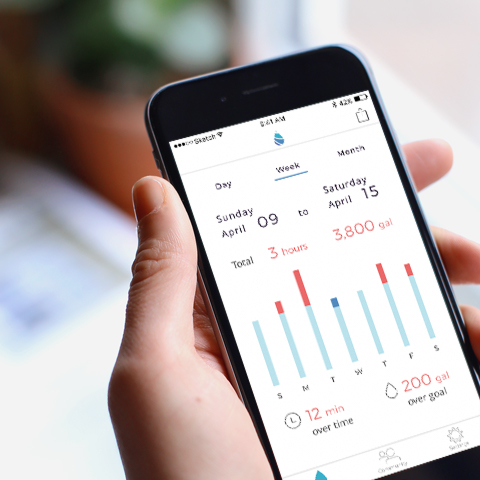 Sketch 9:41 AM 42%
Day Week Month
Sunday April 09 to Saturday April 15
Total 3 hours 3,800 gal
S M T W T F S
12 min over time
200 gal over goal
Community Settings